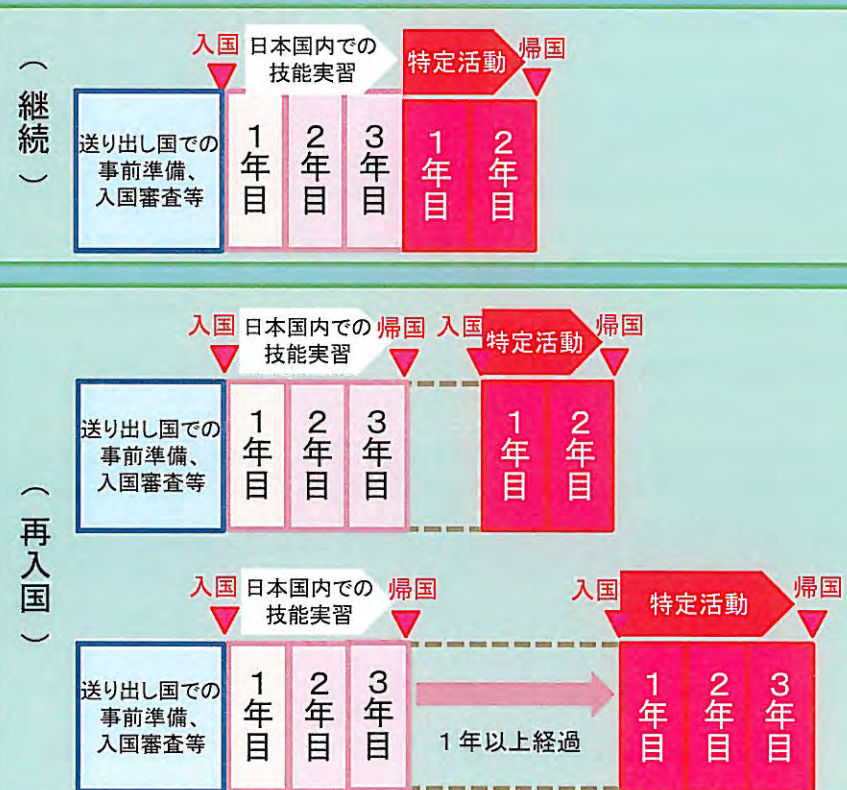 （継続）
入国
日本国内での
技能実習
特定活動
帰国
送り出し国での
事前準備、
入国審査等
1年目
2年目
3年目
1年目
2年目
（再入国）
入国
日本国内での
技能実習
帰国
入国
特定活動
帰国
送り出し国での
事前準備、
入国審査等
1年目
2年目
3年目
1年目
2年目
入国
日本国内での
技能実習
帰国
入国
特定活動
帰国
送り出し国での
事前準備、
入国審査等
1年目
2年目
3年目
1年以上経過
1年目
2年目
3年目